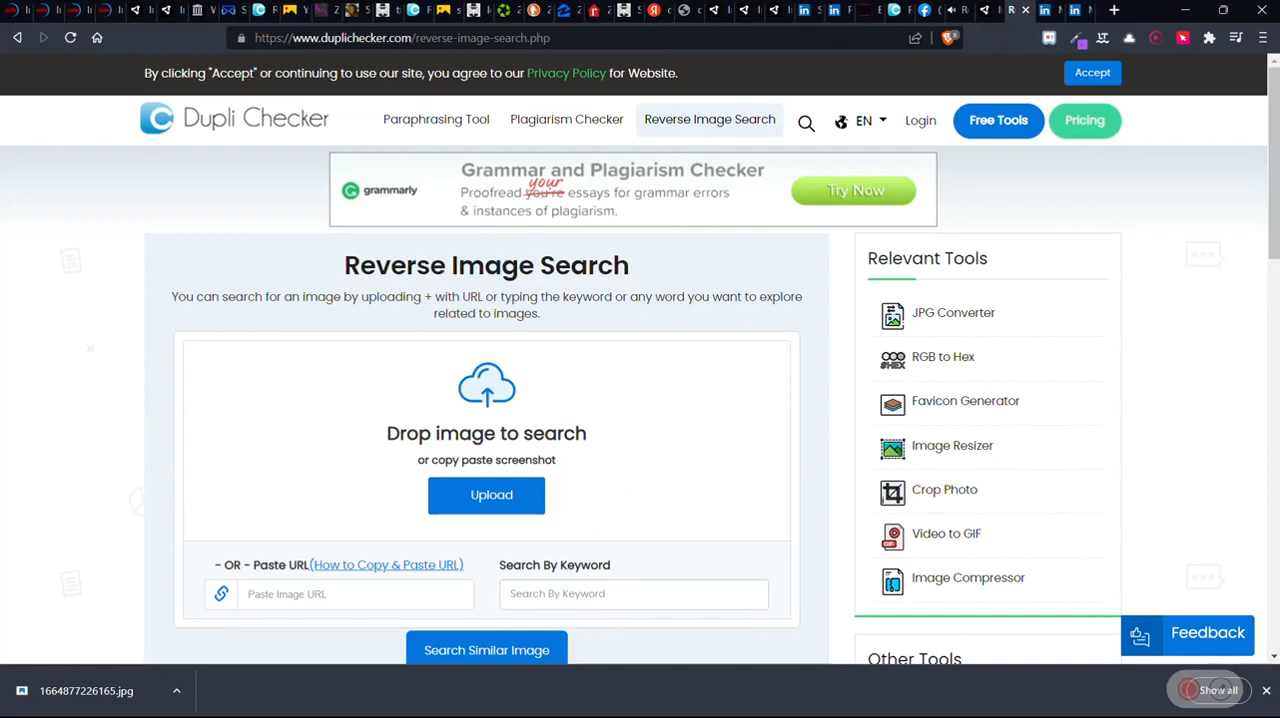 https://www.duplichecker.com/reverse-image-search.php
By clicking "Accept" or continuing to use our site, you agree to our Privacy Policy for Website.
Accept
Dupli Checker
Paraphrasing Tool
Plagiarism Checker
Reverse Image Search
EN
Login
Free Tools
Pricing
grammarly
Grammar and Plagiarism Checker
your
Proofread you're essays for grammar errors
& instances of plagiarism.
Try Now
Reverse Image Search
You can search for an image by uploading + with URL or typing the keyword or any word you want to explore
related to images.
Drop image to search
or copy paste screenshot
Upload
- OR - Paste URL(How to Copy & Paste URL)
Search By Keyword
Paste Image URL
Search By Keyword
Search Similar Image
Relevant Tools
JPG Converter
RGB to Hex
Favicon Generator
Image Resizer
Crop Photo
Video to GIF
Image Compressor
Feedback
Other Tools
1664877226165.jpg
Show all